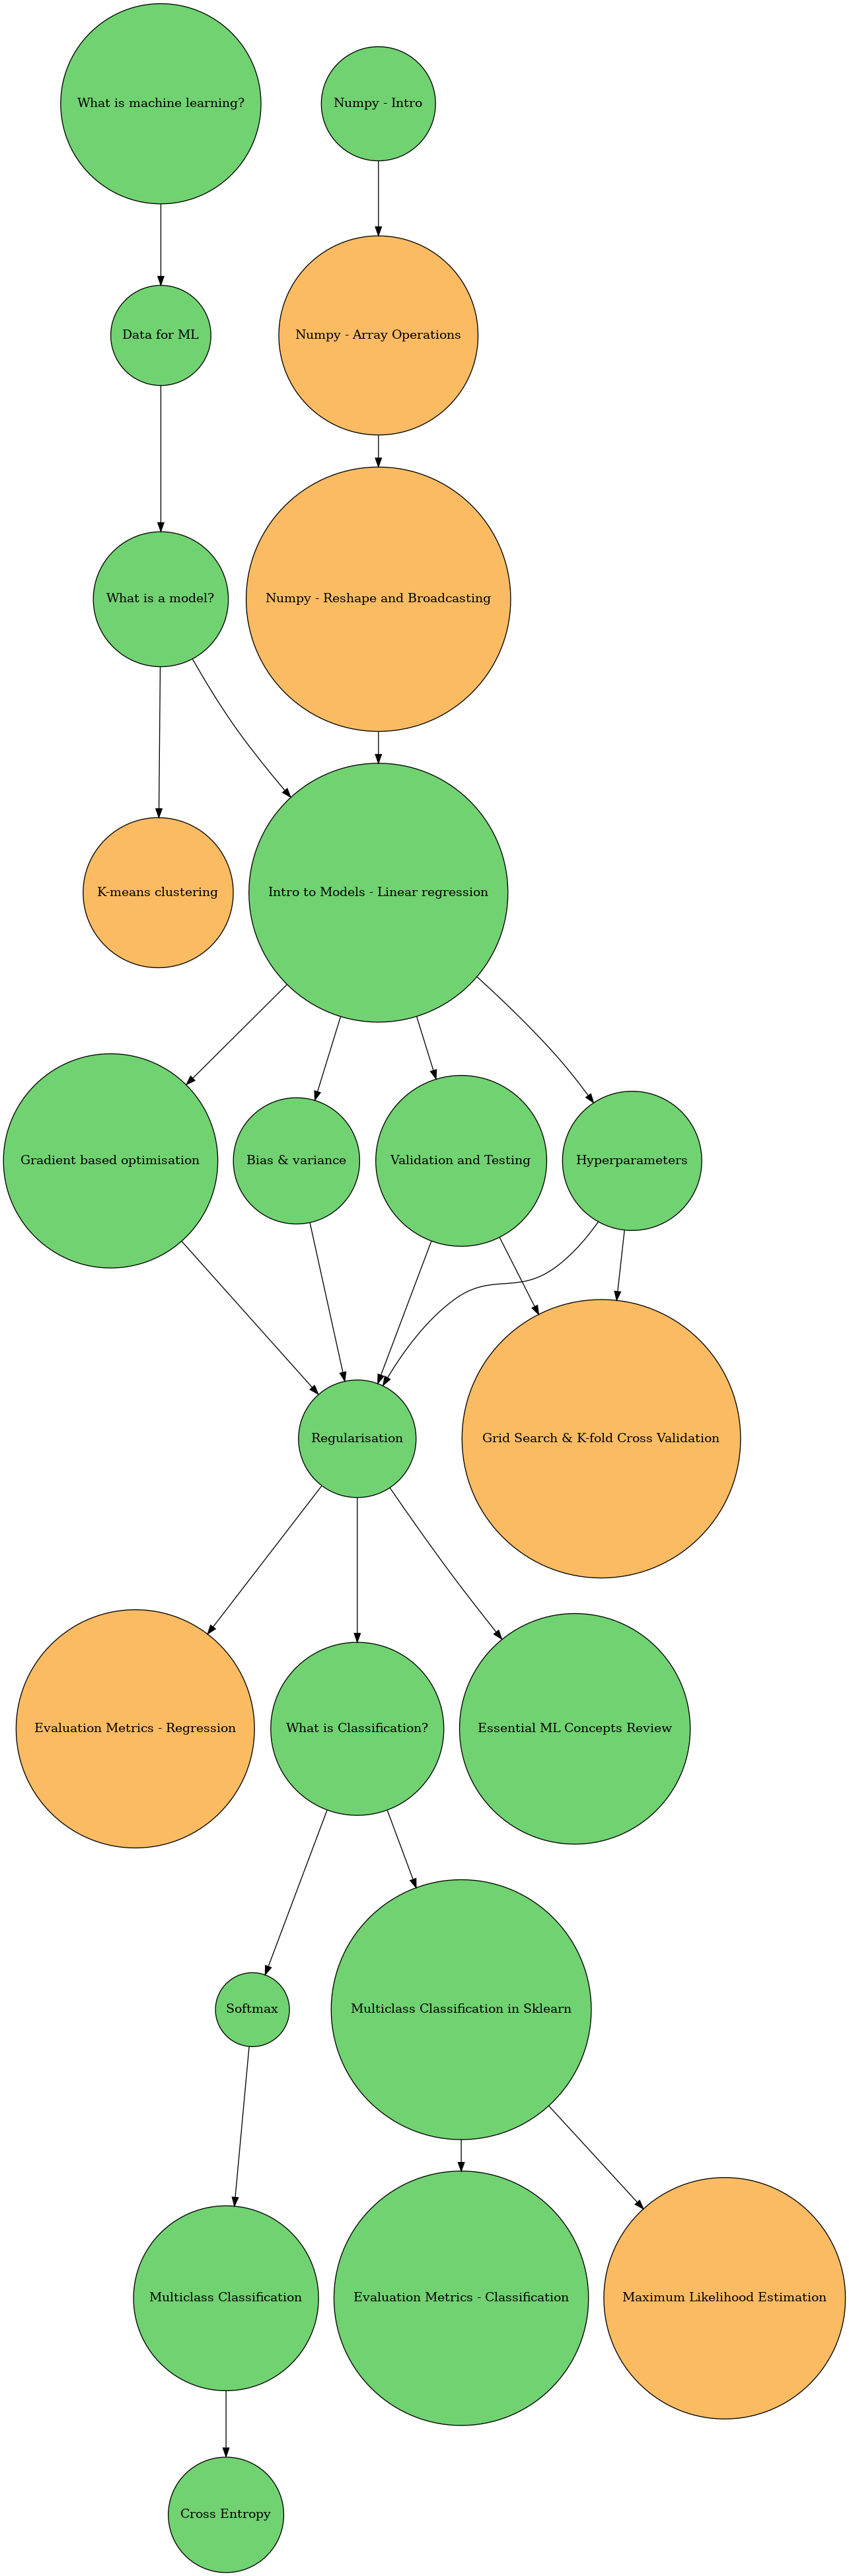 What is machine learning?
Numpy - Intro
Data for ML
Numpy - Array Operations
What is a model?
Numpy - Reshape and Broadcasting
K-means clustering
Intro to Models - Linear regression
Gradient based optimisation
Bias & variance
Validation and Testing
Hyperparameters
Regularisation
Grid Search & K-fold Cross Validation
Evaluation Metrics - Regression
What is Classification?
Essential ML Concepts Review
Softmax
Multiclass Classification in Sklearn
Multiclass Classification
Evaluation Metrics - Classification
Maximum Likelihood Estimation
Cross Entropy